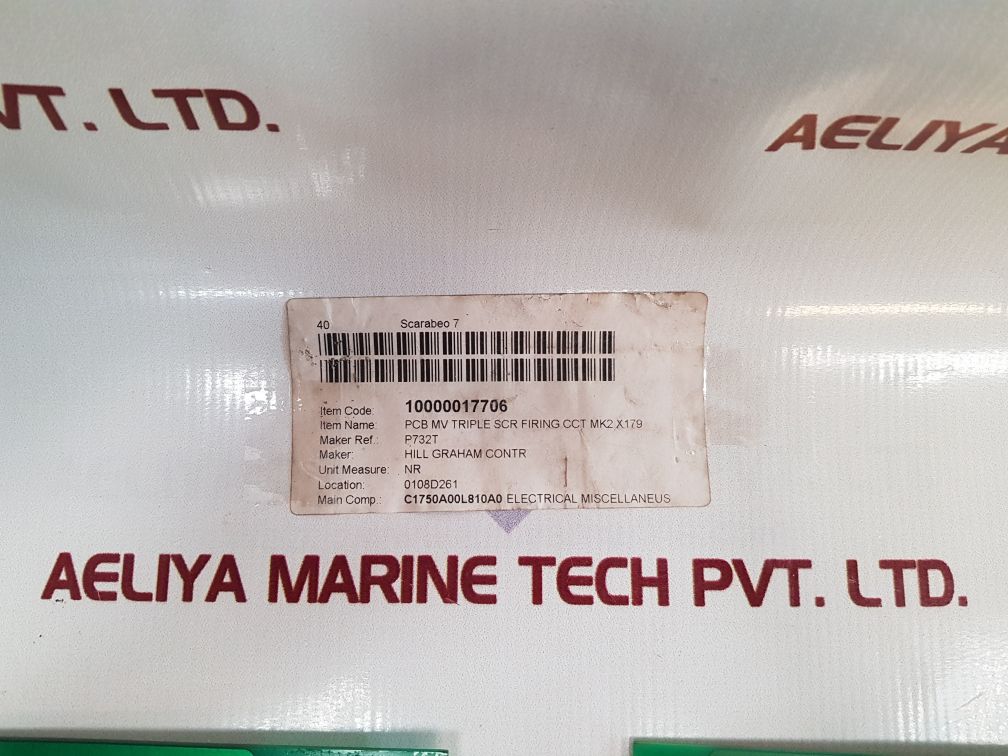 VT. LTD.
AELIYA
40 Scarabeo 7
Item Code: 10000017706
Item Name: PCB MV TRIPLE SCR FIRING CCT MK2 X179
Maker Ref.: P732T
Maker: HILL GRAHAM CONTR
Unit Measure: NR
Location: 0108D261
Main Comp.: C1750A00L810A0 ELECTRICAL MISCELLANEUS
AELIYA MARINE TECH PVT. LTD.